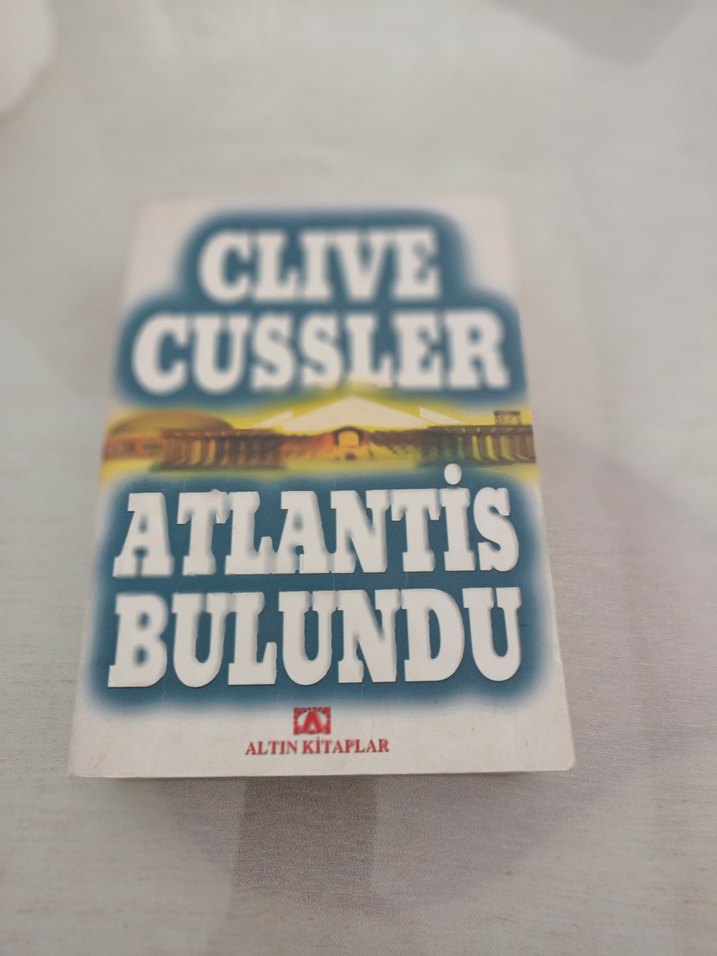 CLIVE
CUSSLER
ATLANTİS
BULUNDU
ALTIN KİTAPLAR